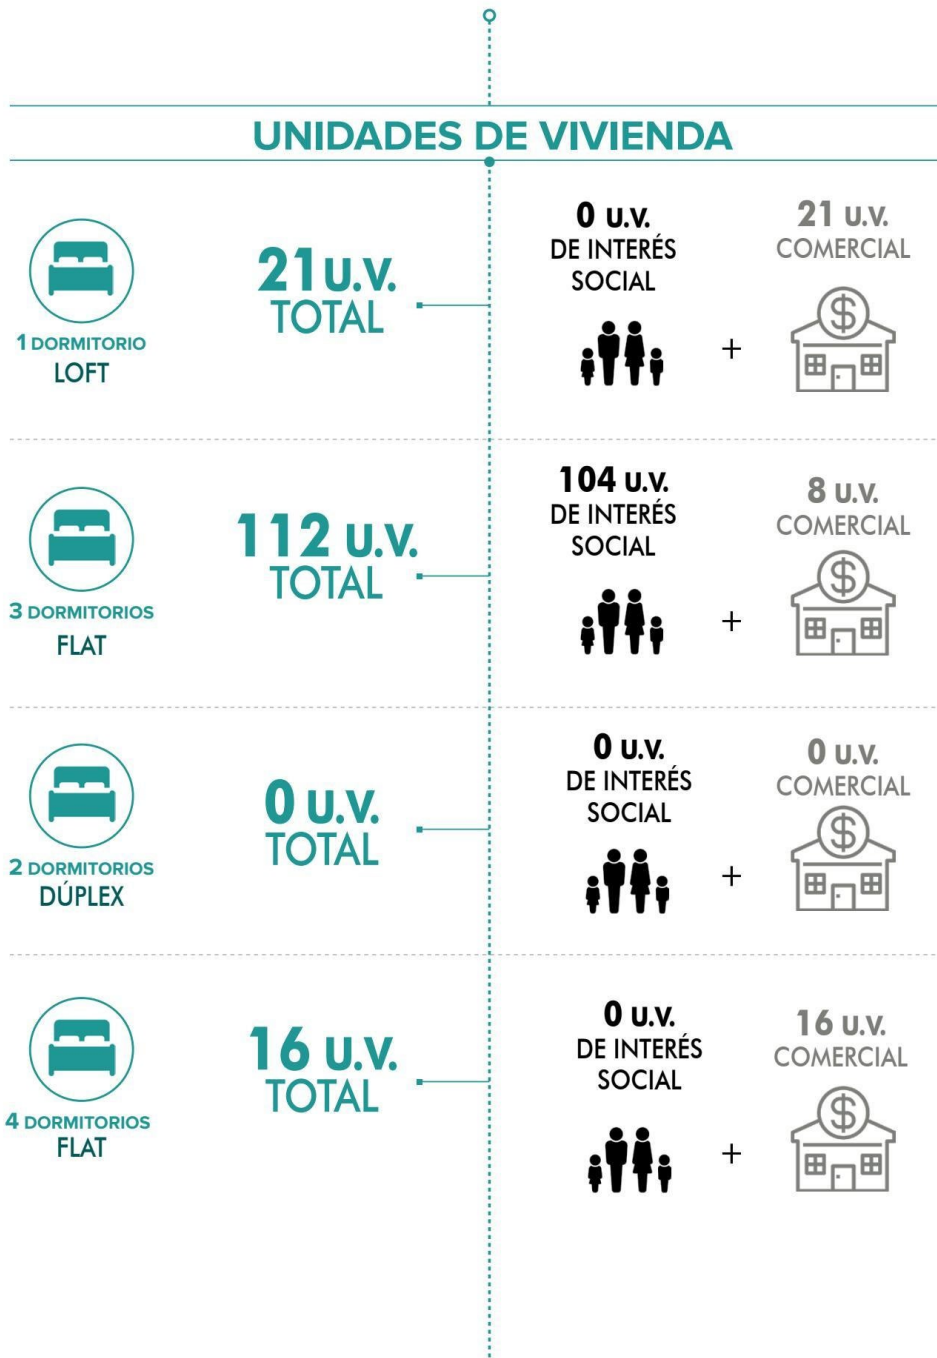 UNIDADES DE VIVIENDA
1 DORMITORIO
LOFT
21 U.V.
TOTAL
0 U.V.
DE INTERÉS
SOCIAL
+
21 U.V.
COMERCIAL
$
3 DORMITORIOS
FLAT
112 U.V.
TOTAL
104 U.V.
DE INTERÉS
SOCIAL
+
8 U.V.
COMERCIAL
$
2 DORMITORIOS
DÚPLEX
0 U.V.
TOTAL
0 U.V.
DE INTERÉS
SOCIAL
+
0 U.V.
COMERCIAL
$
4 DORMITORIOS
FLAT
16 U.V.
TOTAL
0 U.V.
DE INTERÉS
SOCIAL
+
16 U.V.
COMERCIAL
$